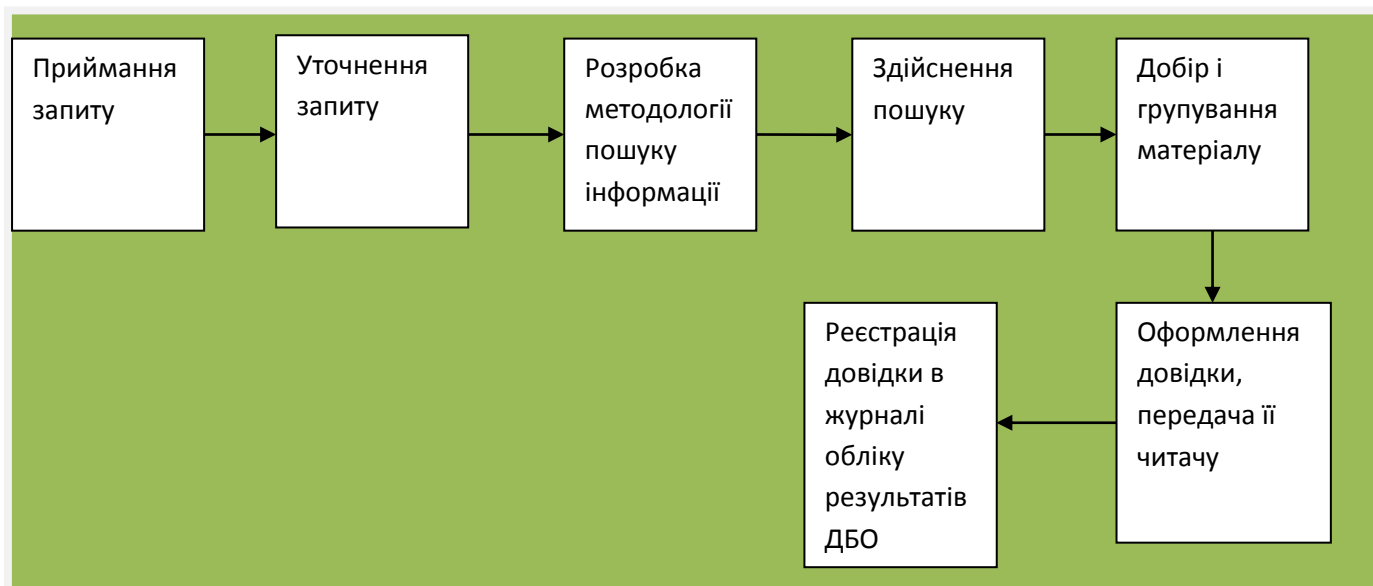 Приймання
запиту
Уточнення
запиту
Розробка
методології
пошуку
інформації
Здійснення
пошуку
Добір і
групування
матеріалу
Оформлення
довідки,
передача її
читачу
Реєстрація
довідки в
журналі
обліку
результатів
ДБО